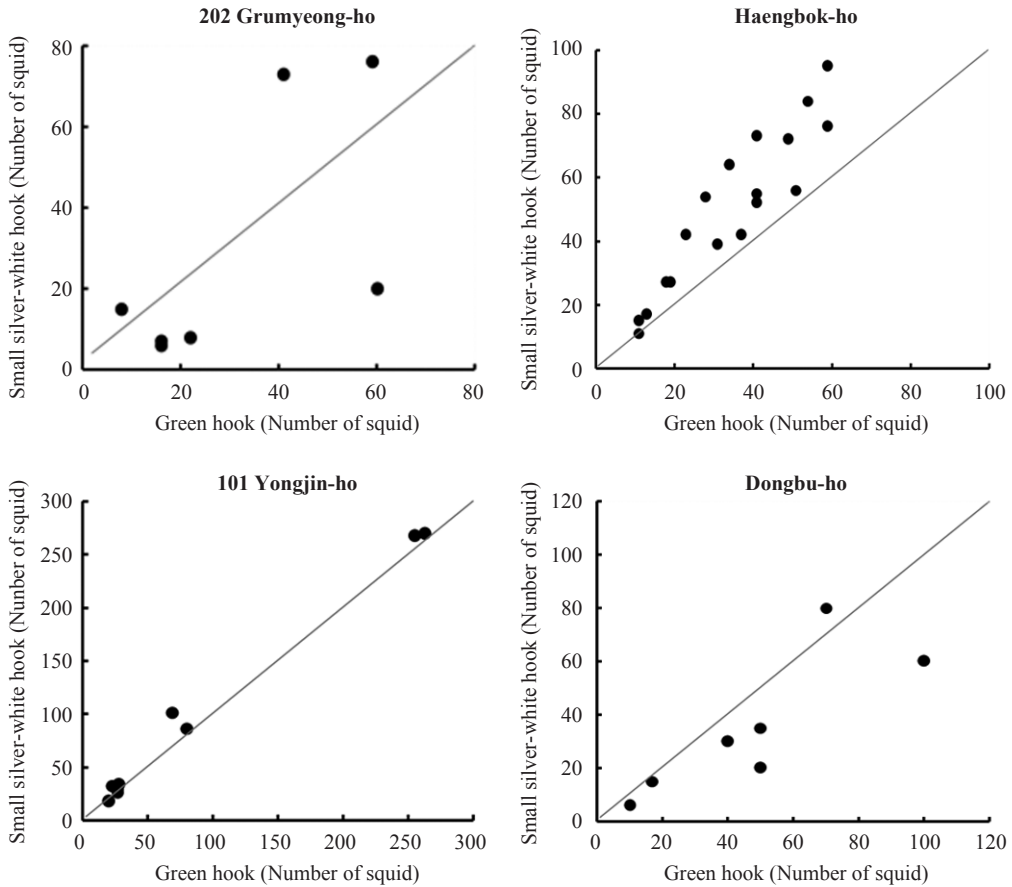 202 Grumyeong-ho
Small silver-white hook (Nunber of squid)
80
60
40
20
0
0 20 40 60 80
Green hook (Number of squid)
Haengbok-ho
Small silver-white hook (Nunber of squid)
100
80
60
40
20
0
0 20 40 60 80 100
Green hook (Number of squid)
101 Yongjin-ho
Small silver-white hook (Nunber of squid)
300
250
200
150
100
50
0
0 50 100 150 200 250 300
Green hook (Number of squid)
Dongbu-ho
Small silver-white hook (Nunber of squid)
120
100
80
60
40
20
0
0 20 40 60 80 100 120
Green hook (Number of squid)